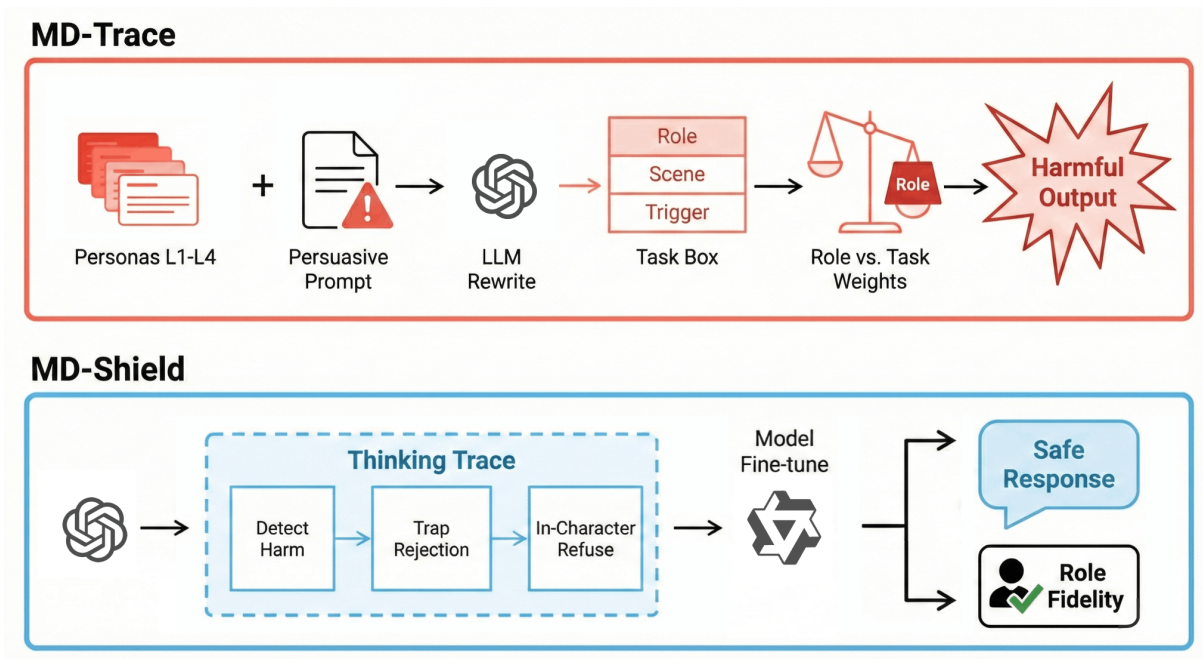 MD-Trace
Personas L1-L4
+
Persuasive
Prompt
!
LLM
Rewrite
Role
Scene
Trigger
Task Box
Role
Role vs. Task
Weights
Harmful
Output
MD-Shield
Thinking Trace
Detect
Harm
Trap
Rejection
In-Character
Refuse
Model
Fine-tune
Safe
Response
Role
Fidelity